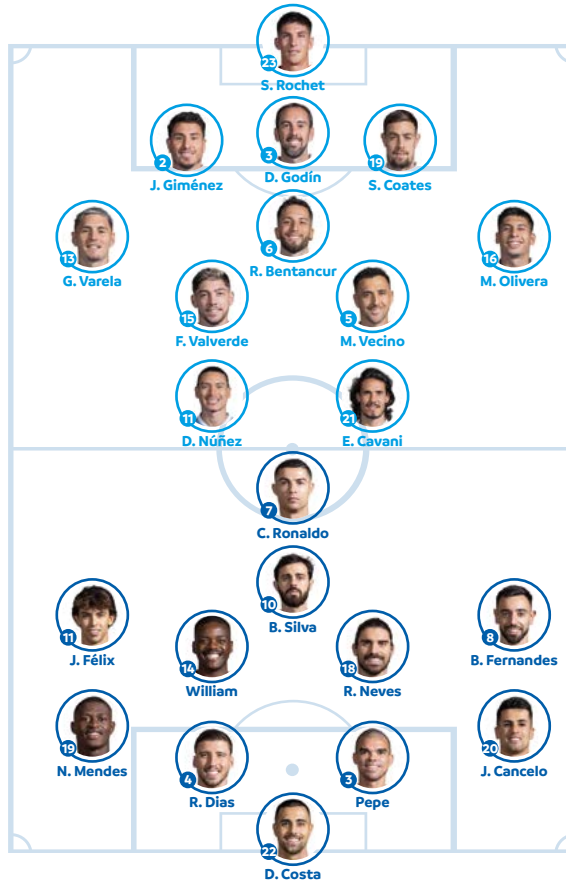 23
S. Rochet
2
J. Giménez
3
D. Godín
19
S. Coates
13
G. Varela
6
R. Bentancur
16
M. Olivera
15
F. Valverde
5
M. Vecino
11
D. Núñez
21
E. Cavani
7
C. Ronaldo
10
B. Silva
11
J. Félix
14
William
18
R. Neves
8
B. Fernandes
19
N. Mendes
4
R. Dias
3
Pepe
20
J. Cancelo
22
D. Costa